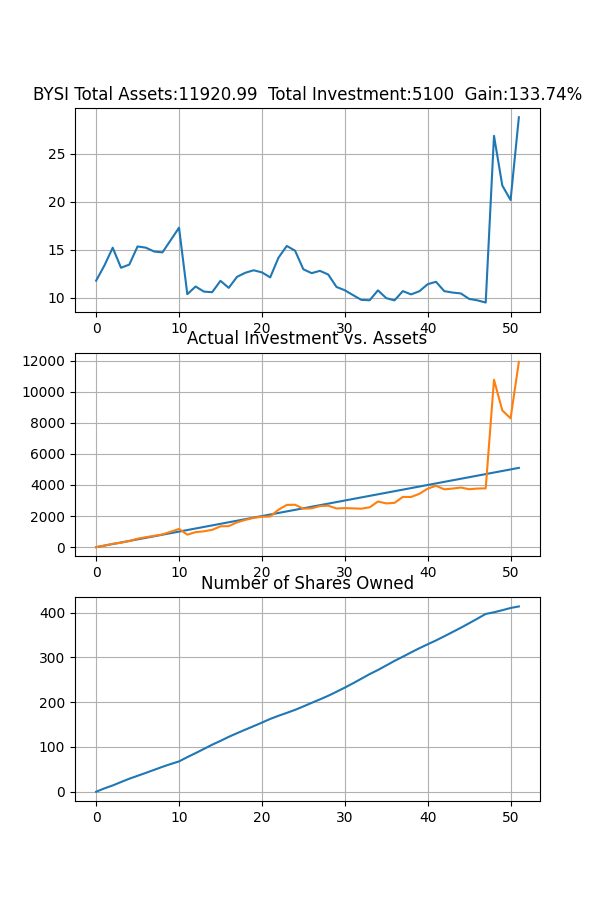 BYSI Total Assets:11920.99  Total Investment:5100  Gain:133.74%
25
20
15
10
0 10 20 30 40 50
Actual Investment vs. Assets
12000
10000
8000
6000
4000
2000
0
0 10 20 30 40 50
Number of Shares Owned
400
300
200
100
0
0 10 20 30 40 50